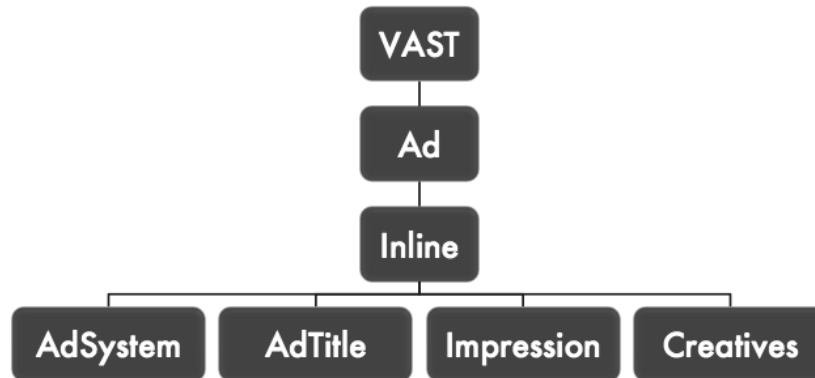 VAST
Ad
Inline
AdSystem
AdTitle
Impression
Creatives